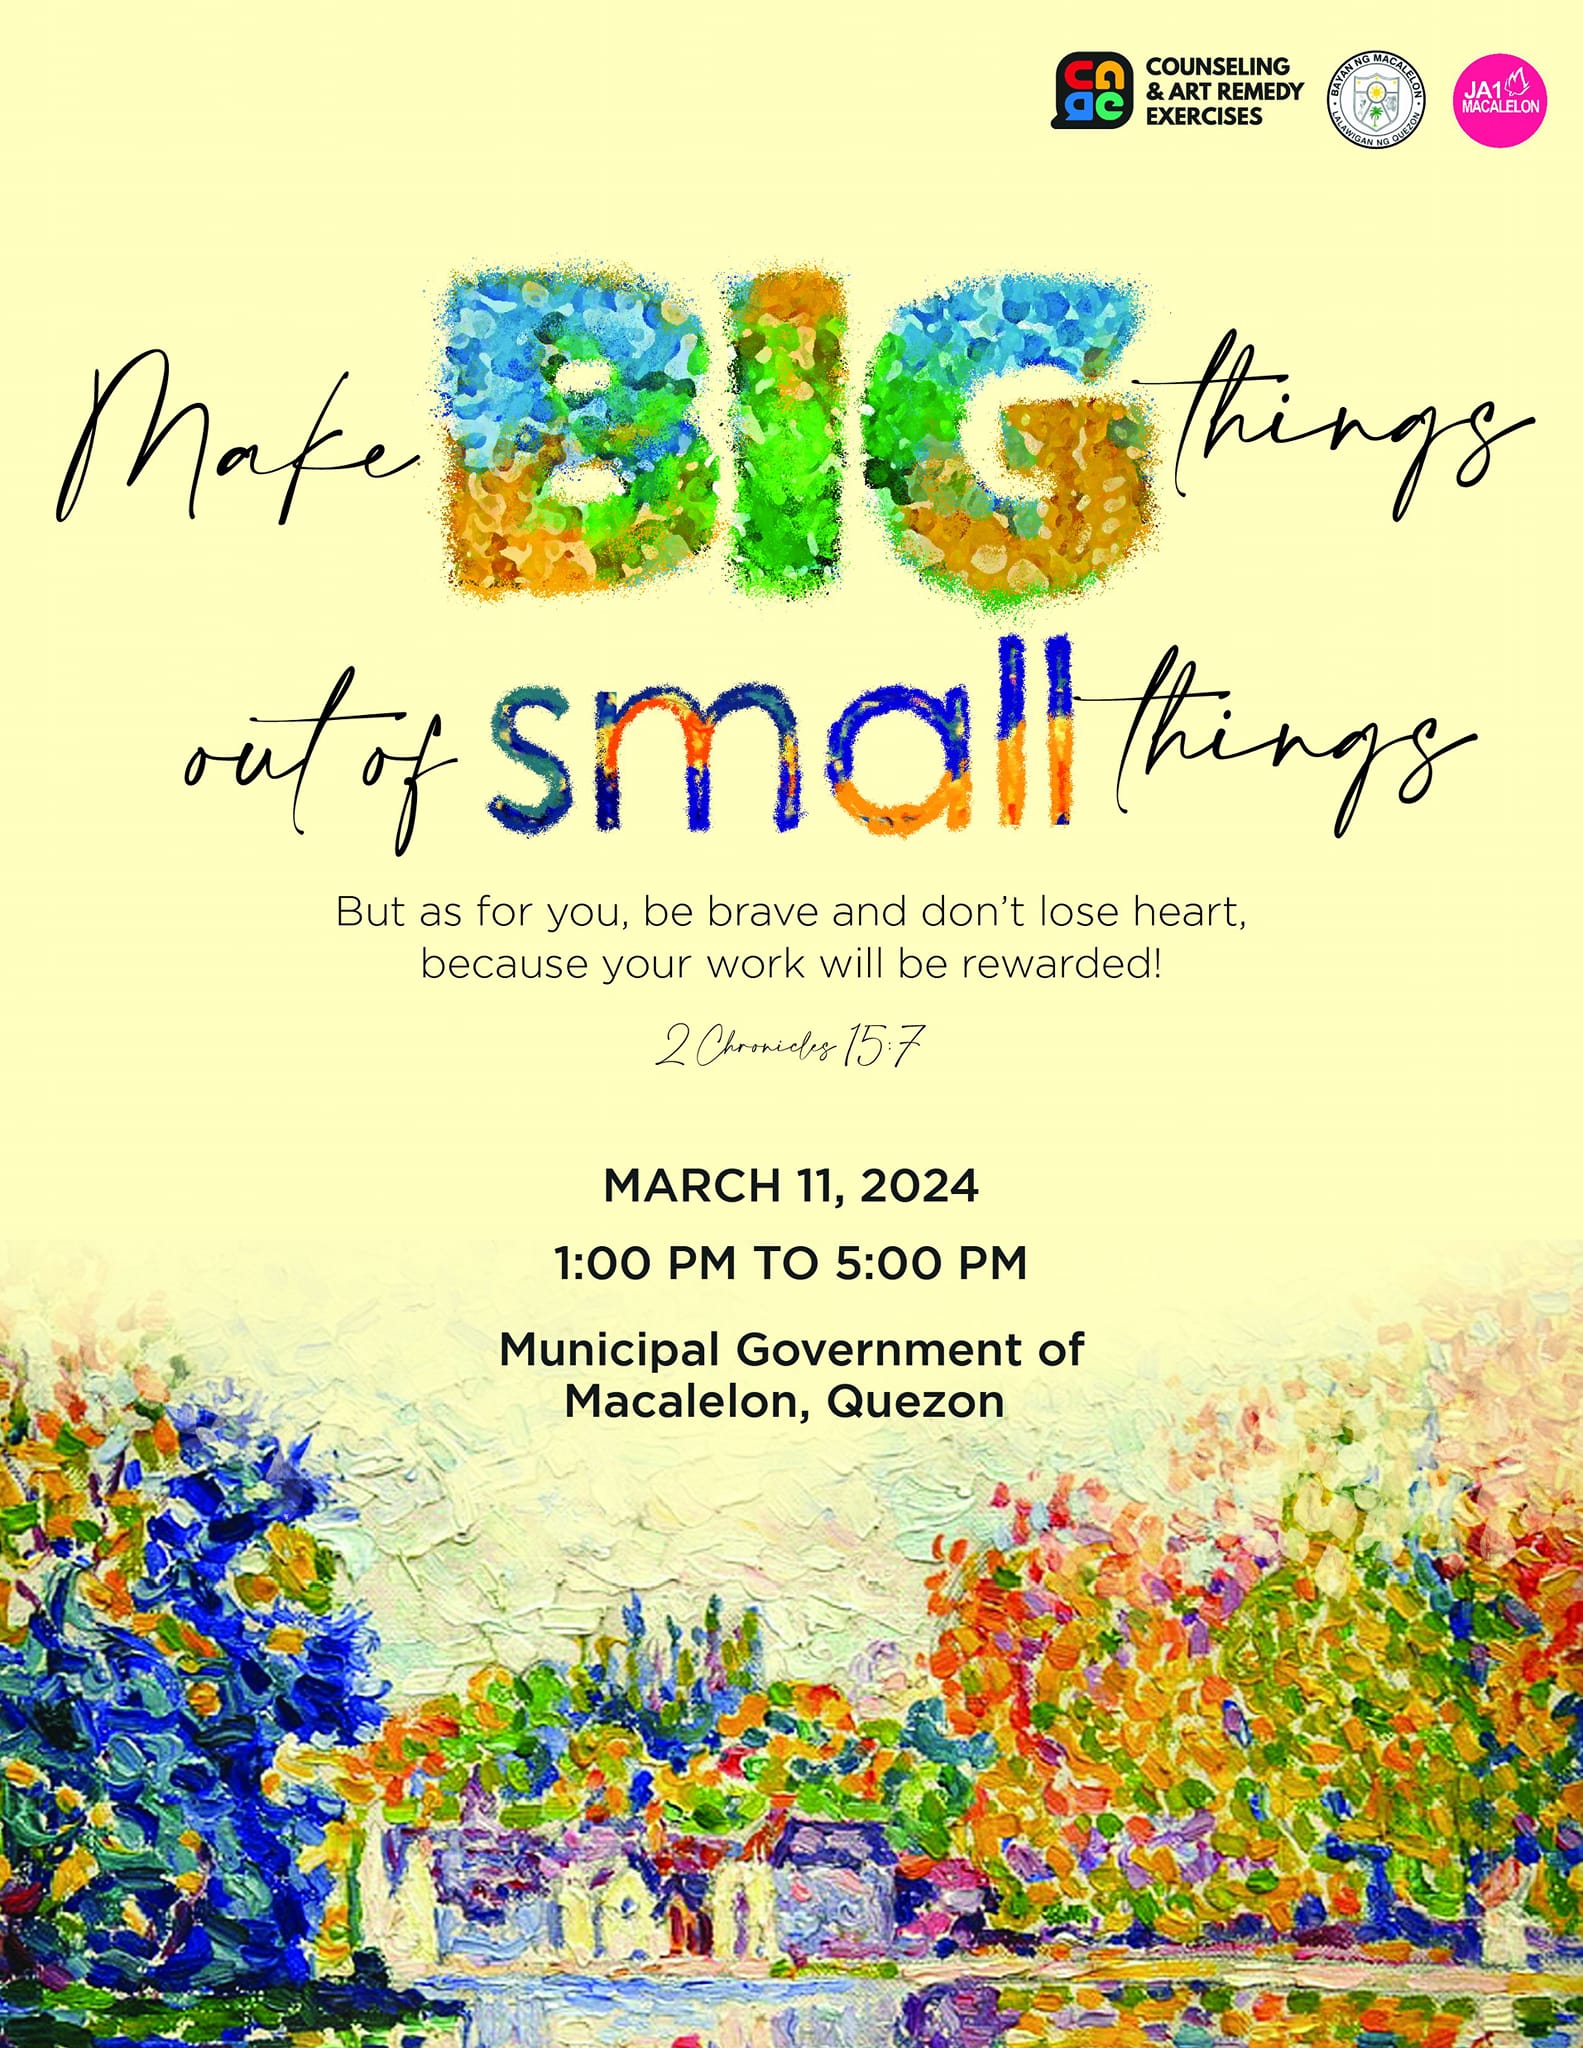 CARE
COUNSELING
& ART REMEDY
EXERCISES
BAYAN NG MACALELON
LALAWIGAN NG QUEZON
JA1
MACALELON
Make BIG things
out of small things
But as for you, be brave and don't lose heart,
because your work will be rewarded!
2 Chronicles 15:7
MARCH 11, 2024
1:00 PM TO 5:00 PM
Municipal Government of
Macalelon, Quezon